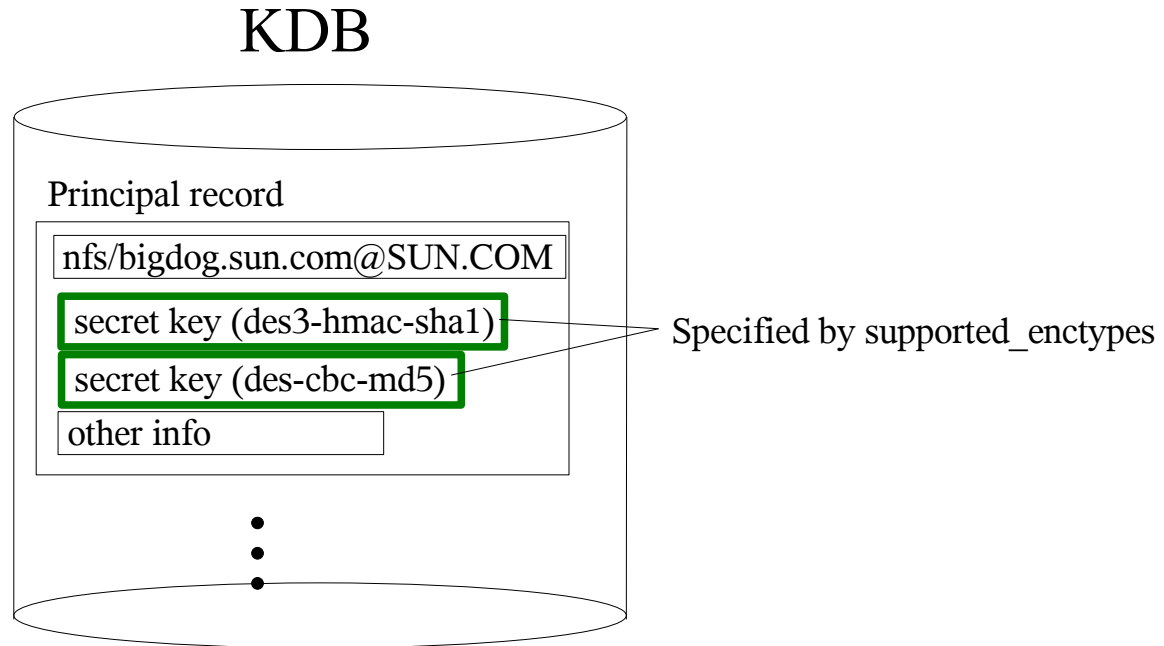 KDB
Principal record
nfs/bigdog.sun.com@SUN.COM
secret key (des3-hmac-sha1)
Specified by supported_enctypes
secret key (des-cbc-md5)
other info